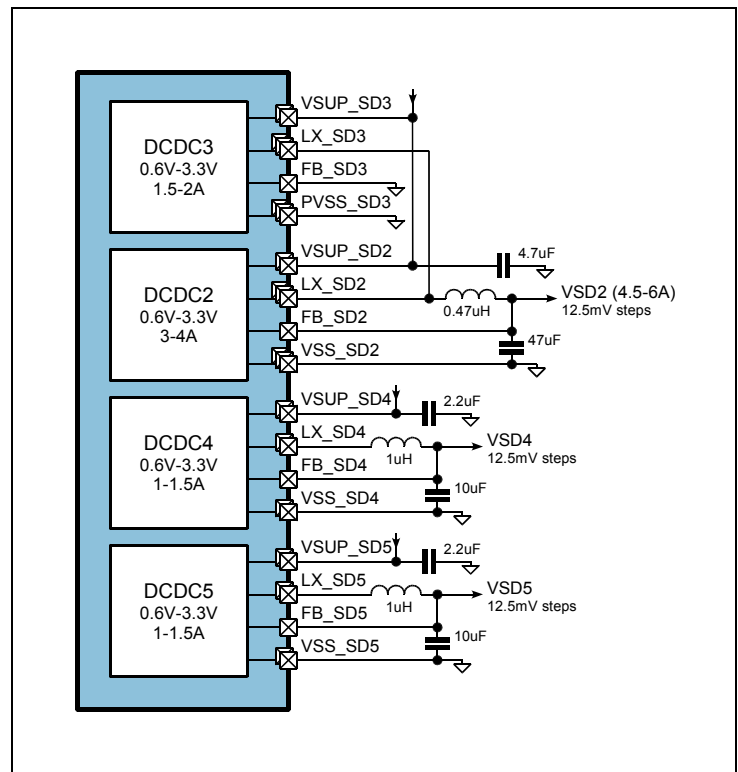 VSUP_SD3
DCDC3
0.6V-3.3V
1.5-2A
LX_SD3
FB_SD3
PVSS_SD3
DCDC2
0.6V-3.3V
3-4A
VSUP_SD2
4.7uF
LX_SD2
0.47uH
VSD2 (4.5-6A)
12.5mV steps
FB_SD2
47uF
VSS_SD2
DCDC4
0.6V-3.3V
1-1.5A
VSUP_SD4
2.2uF
LX_SD4
1uH
VSD4
12.5mV steps
FB_SD4
10uF
VSS_SD4
DCDC5
0.6V-3.3V
1-1.5A
VSUP_SD5
2.2uF
LX_SD5
1uH
VSD5
12.5mV steps
FB_SD5
10uF
VSS_SD5